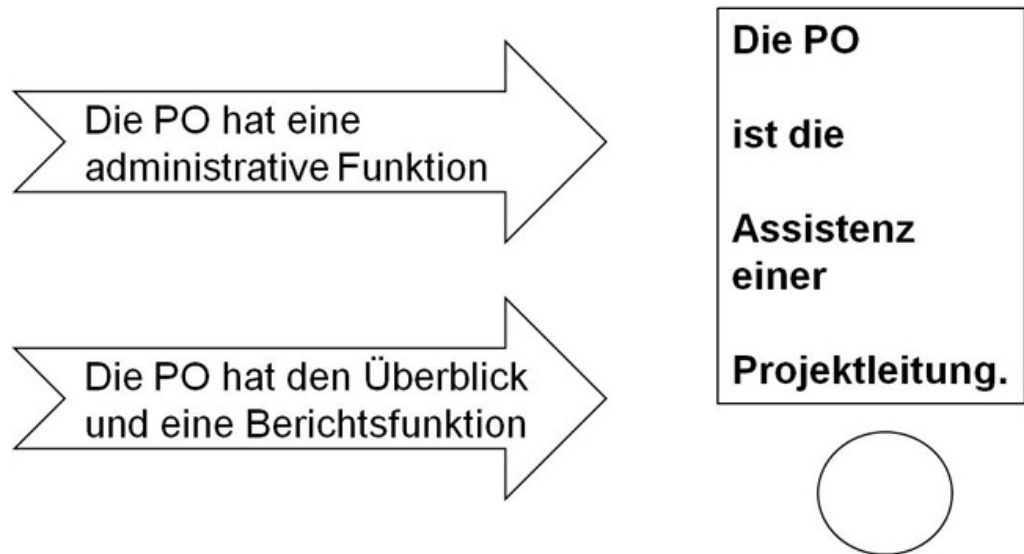 Die PO hat eine
administrative Funktion
Die PO hat den Überblick
und eine Berichtsfunktion
Die PO
ist die
Assistenz
einer
Projektleitung.